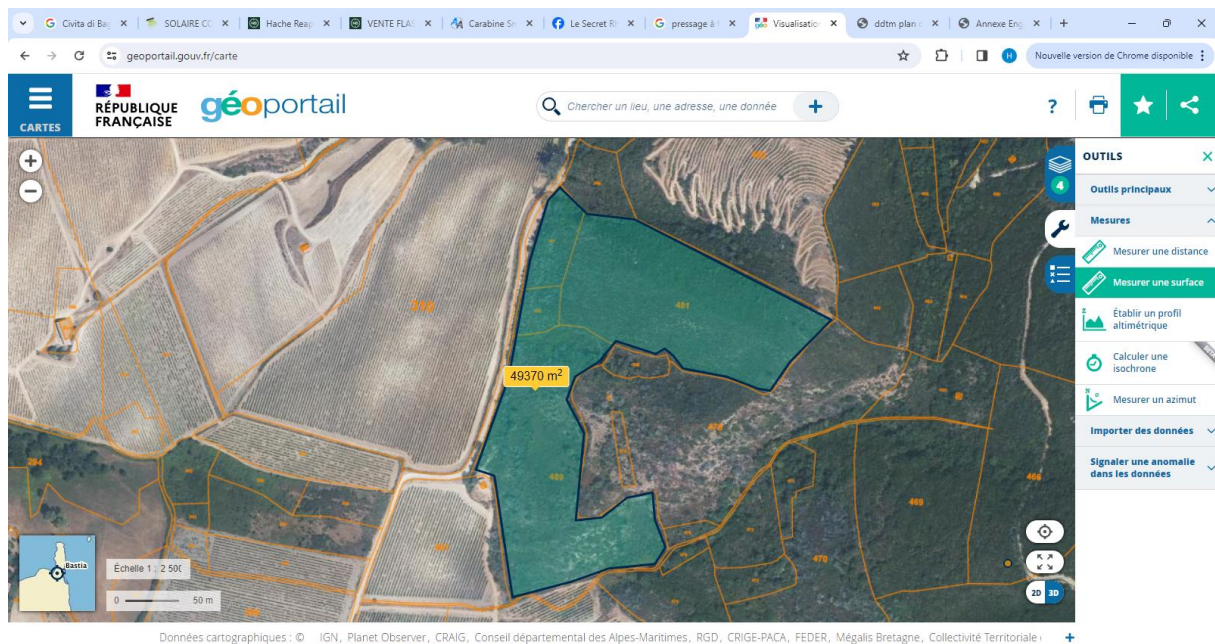 Civita di Bag
SOLAIRE CO
Hache Reap
VENTE FLAS
Carabine Sn
Le Secret R
pressage à f
Visualisation
ddtm plan d
Annexe Eng
geoportail.gouv.fr/carte
H
Nouvelle version de Chrome disponible
CARTES
RÉPUBLIQUE
FRANÇAISE
géoportail
Chercher un lieu, une adresse, une donnée
?
OUTILS
4
Outils principaux
Mesures
Mesurer une distance
Mesurer une surface
Établir un profil
altimétrique
Calculer une
isochrone
Mesurer un azimut
Importer des données
Signaler une anomalie
dans les données
481
49370 m²
469
466
470
Bastia
Échelle 1 : 2 500
0
50 m
2D 3D
Données cartographiques : © IGN, Planet Observer, CRAIG, Conseil départemental des Alpes-Maritimes, RGD, CRIGE-PACA, FEDER, Mégalis Bretagne, Collectivité Territoriale